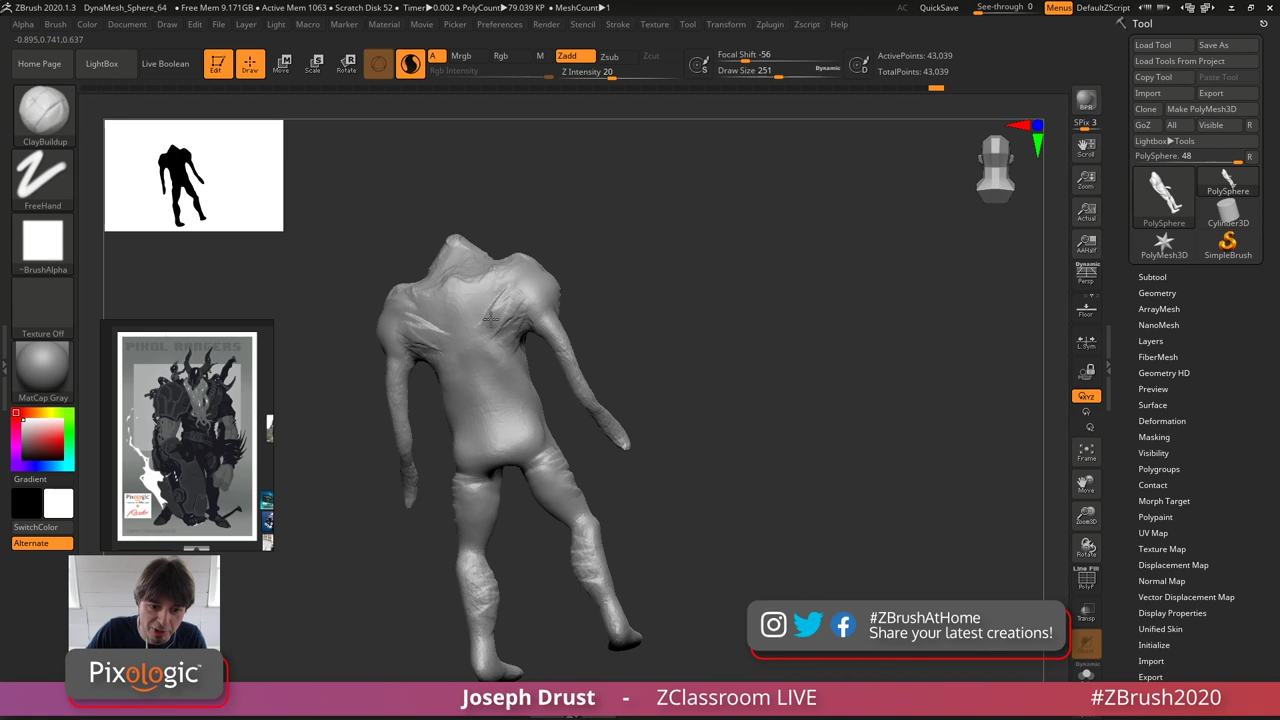 ZBrush 2020.1.3 DynaMesh_Sphere_64 • Free Mem 9.171GB • Active Mem 1063 • Scratch Disk 52 • Timer▶0.002 • PolyCount▶79.039 KP • MeshCount▶1 AC QuickSave See-through 0 Menus DefaultZScript
Alpha Brush Color Document Draw Edit File Layer Light Macro Marker Material Movie Picker Preferences Render Stencil Stroke Texture Tool Transform Zplugin Zscript Help
-0.895,0.741,0.637
Home Page LightBox Live Boolean
Edit Draw Move Scale Rotate
A Mrgb Rgb M
Rgb Intensity
Zadd Zsub Zcut
Z Intensity 20
Focal Shift -56
Draw Size 251 Dynamic
S
D
ActivePoints: 43,039
TotalPoints: 43,039
ClayBuildup
FreeHand
~BrushAlpha
Texture Off
MatCap Gray
Gradient
SwitchColor
Alternate
PIXOL RANGERS
Pixologic
BPR
SPix 3
Scroll
Zoom
Actual
AAHalf
Dynamic
Persp
Floor
L.Sym
XYZ
Frame
Move
Zoom3D
Rotate
Line Fill
PolyF
Transp
Dynamic
Tool
Load Tool Save As
Load Tools From Project
Copy Tool Paste Tool
Import Export
Clone Make PolyMesh3D
GoZ All Visible R
Lightbox▶Tools
PolySphere. 48 R
PolySphere
PolySphere
Cylinder3D
PolyMesh3D SimpleBrush
Subtool
Geometry
ArrayMesh
NanoMesh
Layers
FiberMesh
Geometry HD
Preview
Surface
Deformation
Masking
Visibility
Polygroups
Contact
Morph Target
Polypaint
UV Map
Texture Map
Displacement Map
Normal Map
Vector Displacement Map
Display Properties
Unified Skin
Initialize
Import
Export
#ZBrushAtHome
Share your latest creations!
Pixologic™
Joseph Drust - ZClassroom LIVE #ZBrush2020